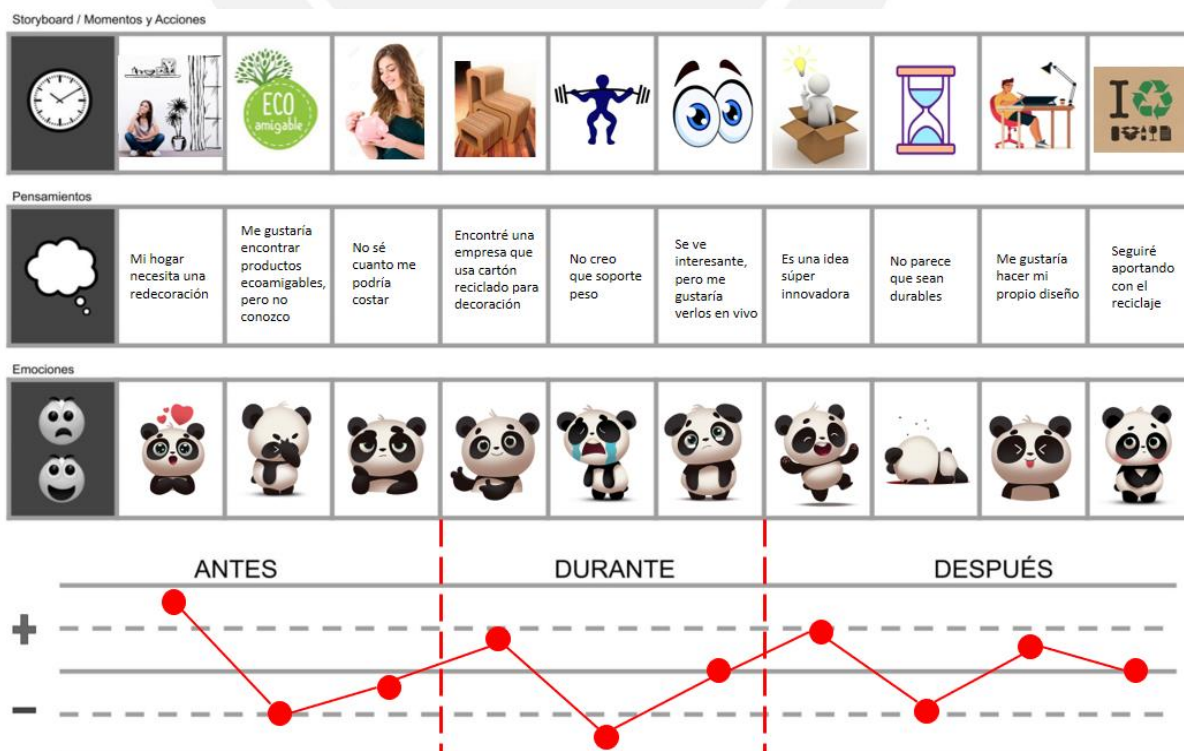 Storyboard / Momentos y Acciones
ECO
amigable
I
Pensamientos
Mi hogar
necesita una
redecoración
Me gustaría
encontrar
productos
ecoamigables,
pero no
conozco
No sé
cuanto me
podría
costar
Encontré una
empresa que
usa cartón
reciclado para
decoración
No creo
que soporte
peso
Se ve
interesante,
pero me
gustaría
verlos en vivo
Es una idea
súper
innovadora
No parece
que sean
durables
Me gustaría
hacer mi
propio diseño
Seguiré
aportando
con el
reciclaje
Emociones
ANTES
DURANTE
DESPUÉS
+
−